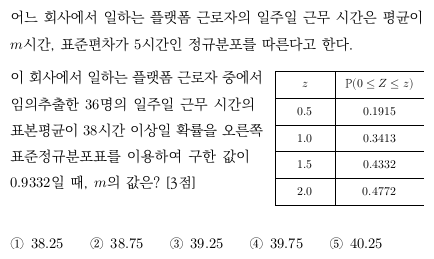 어느 회사에서 일하는 플랫폼 근로자의 일주일 근무 시간은 평균이
m시간, 표준편차가 5시간인 정규분포를 따른다고 한다.
이 회사에서 일하는 플랫폼 근로자 중에서
임의추출한 36명의 일주일 근무 시간의
표본평균이 38시간 이상일 확률을 오른쪽
표준정규분포표를 이용하여 구한 값이
0.9332일 때, m의 값은? [3점]
z P(0 ≤ Z ≤ z)
0.5 0.1915
1.0 0.3413
1.5 0.4332
2.0 0.4772
① 38.25 ② 38.75 ③ 39.25 ④ 39.75 ⑤ 40.25